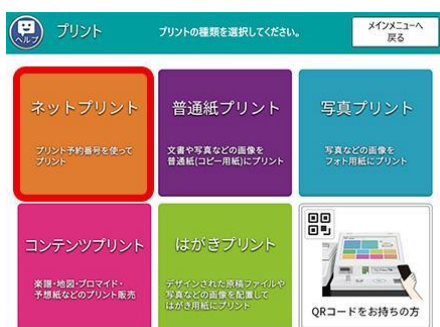 ヘルプ
プリント
プリントの種類を選択してください。
メインメニューへ
戻る
ネットプリント
プリント予約番号を使って
プリント
普通紙プリント
文書や写真などの画像を
普通紙(コピー用紙)にプリント
写真プリント
写真などの画像を
フォト用紙にプリント
コンテンツプリント
楽譜・地図・ブロマイド・
予想紙などのプリント販売
はがきプリント
デザインされた原稿ファイルや
写真などの画像を配置して
はがき用紙にプリント
QRコードをお持ちの方